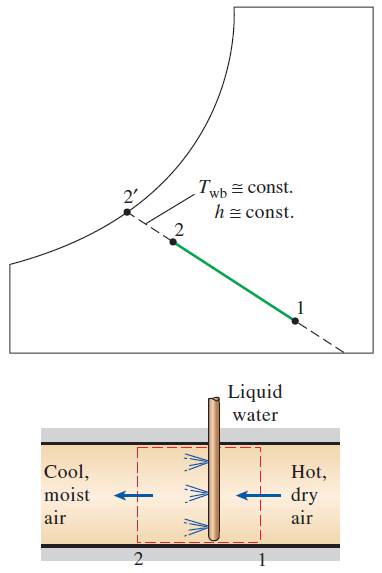 2′
T_wb ≅ const.
h ≅ const.
2
1
Liquid
water
Cool,
moist
air
Hot,
dry
air
2
1